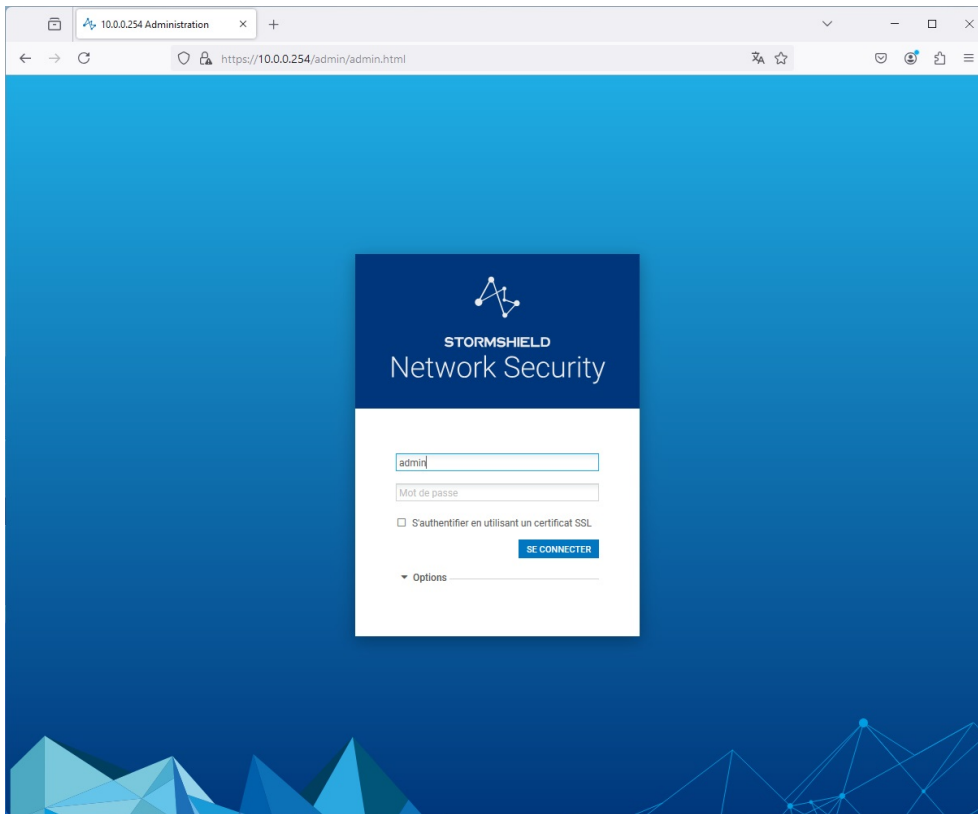 10.0.0.254 Administration
https://10.0.0.254/admin/admin.html
STORMSHIELD
Network Security
admin
Mot de passe
S'authentifier en utilisant un certificat SSL
SE CONNECTER
Options